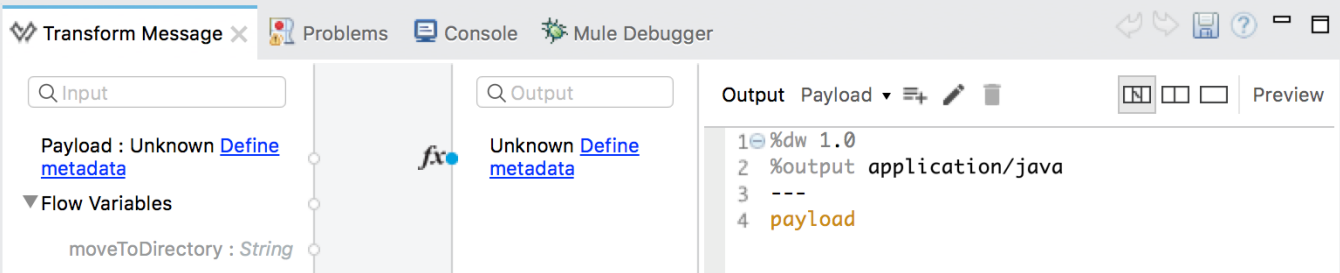 Transform Message Problems Console Mule Debugger
Input
Payload : Unknown Define
metadata
Flow Variables
moveToDirectory : String
fx
Output
Unknown Define
metadata
Output Payload Preview
1 %dw 1.0
2 %output application/java
3 ---
4 payload